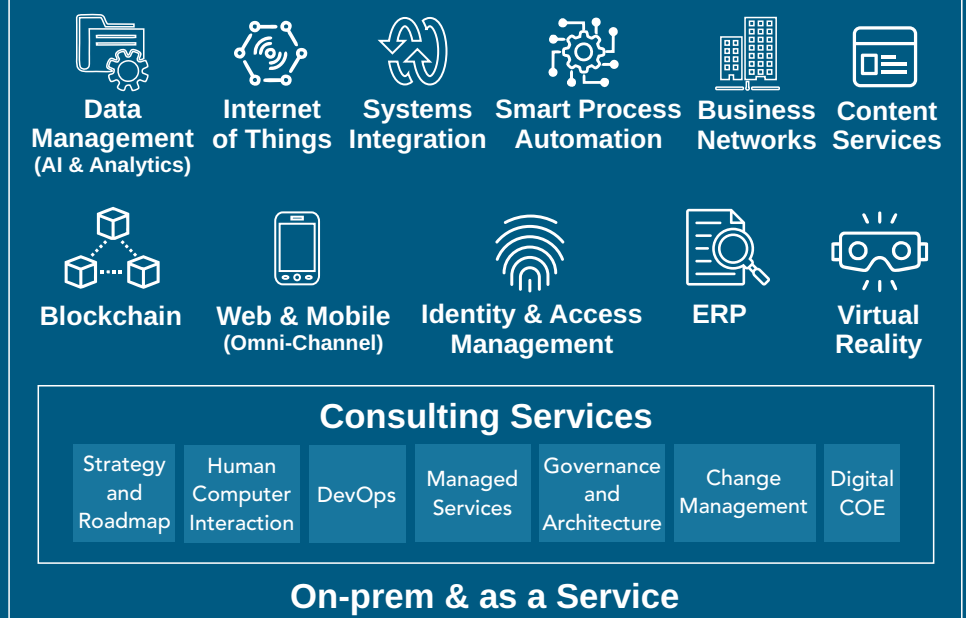 Data
Management
(AI & Analytics)
Internet
of Things
Systems
Integration
Smart Process
Automation
Business
Networks
Content
Services
Blockchain
Web & Mobile
(Omni-Channel)
Identity & Access
Management
ERP
Virtual
Reality
Consulting Services
Strategy
and
Roadmap
Human
Computer
Interaction
DevOps
Managed
Services
Governance
and
Architecture
Change
Management
Digital
COE
On-prem & as a Service